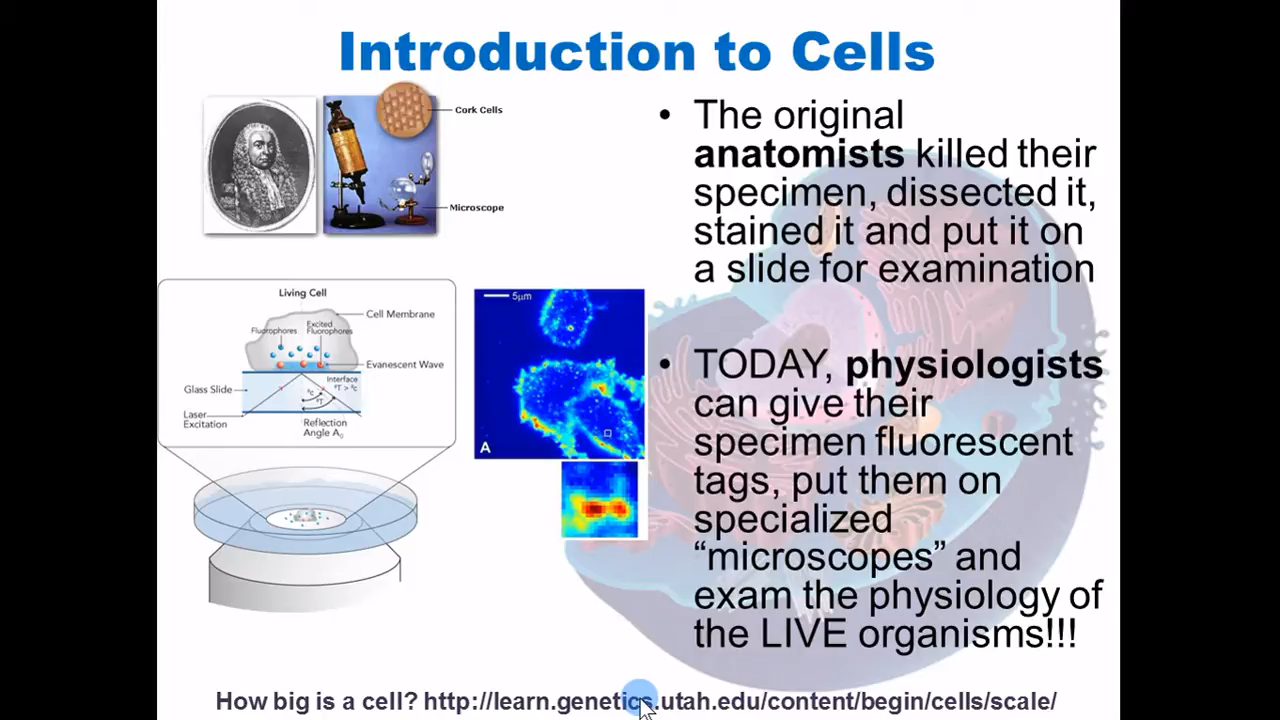 Introduction to Cells
Cork Cells
Microscope
• The original
anatomists killed their
specimen, dissected it,
stained it and put it on
a slide for examination
Living Cell
Cell Membrane
Fluorophores
Excited
Fluorophores
Evanescent Wave
Glass Slide
Interface
Laser
Excitation
Reflection
5μm
A
• TODAY, physiologists
can give their
specimen fluorescent
tags, put them on
specialized
“microscopes” and
exam the physiology of
the LIVE organisms!!!
How big is a cell? http://learn.genetics.utah.edu/content/begin/cells/scale/